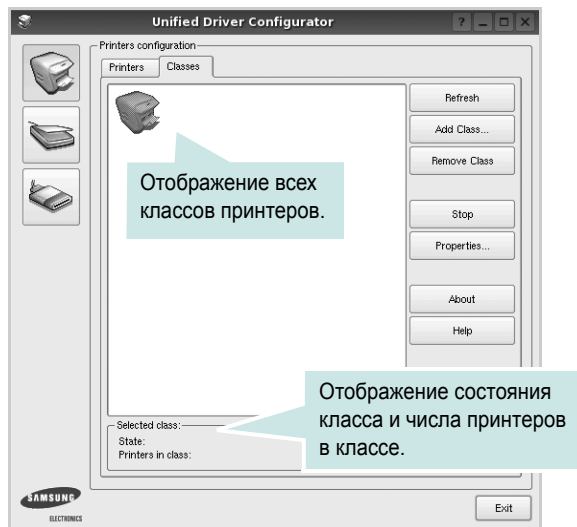 Unified Driver Configurator
?
Printers configuration
Printers
Classes
Refresh
Add Class...
Remove Class
Отображение всех
классов принтеров.
Stop
Properties...
About
Help
Отображение состояния
класса и числа принтеров
в классе.
Selected class:
State:
Printers in class:
SAMSUNG
ELECTRONICS
Exit